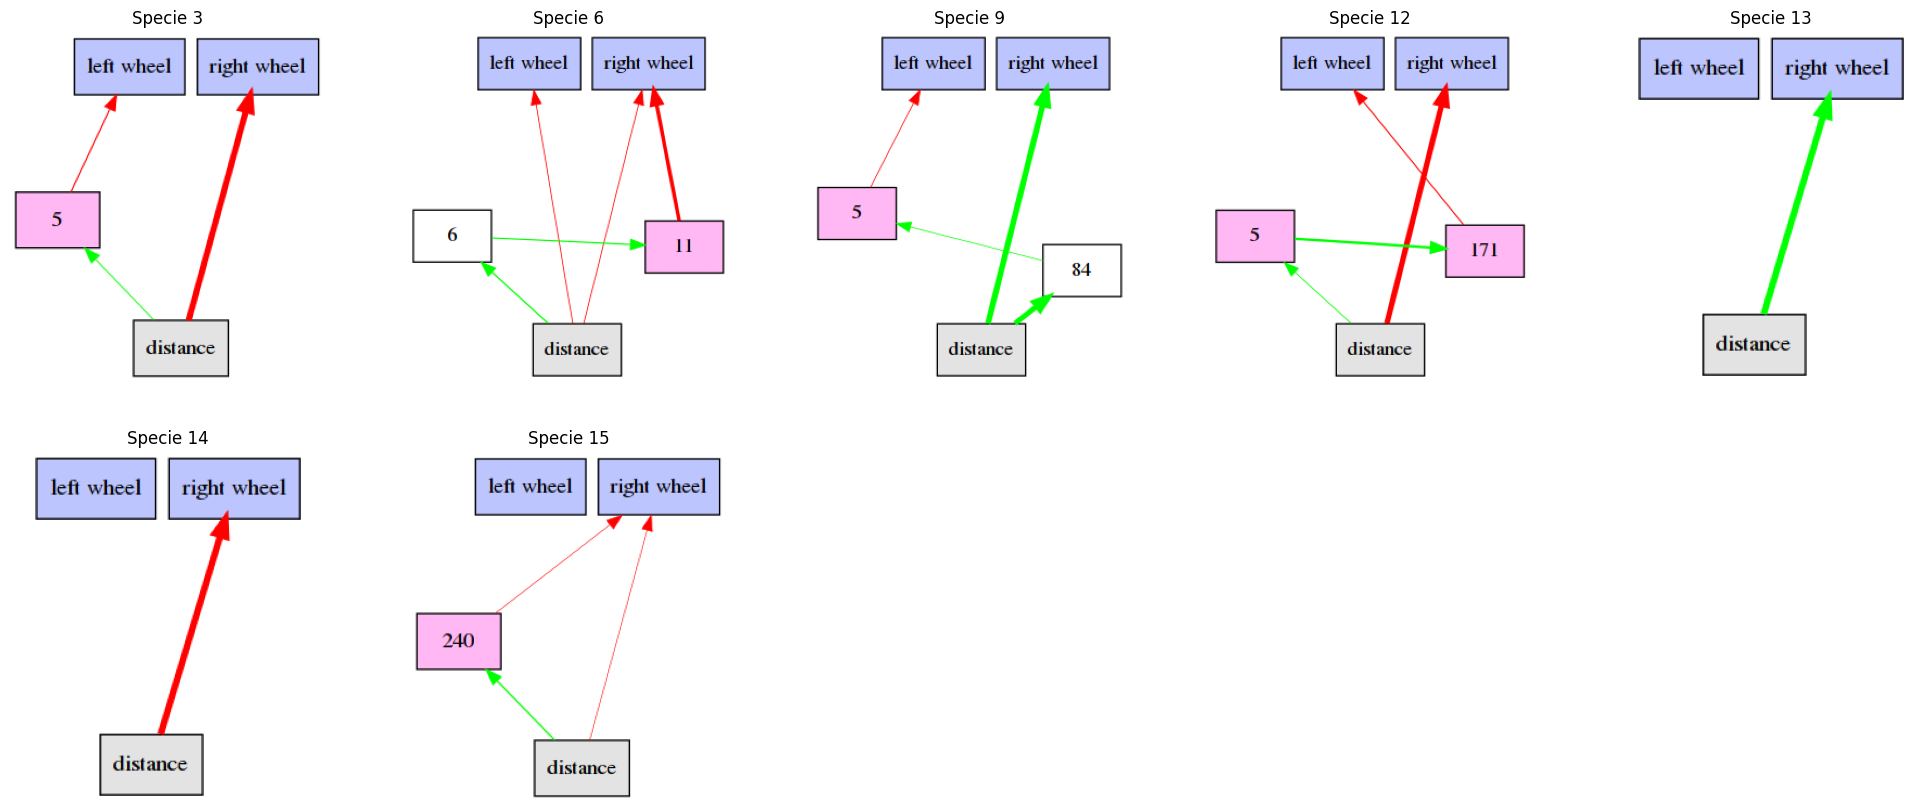 Specie 3
left wheel
right wheel
5
distance
Specie 6
left wheel
right wheel
6
11
distance
Specie 9
left wheel
right wheel
5
84
distance
Specie 12
left wheel
right wheel
5
171
distance
Specie 13
left wheel
right wheel
distance
Specie 14
left wheel
right wheel
distance
Specie 15
left wheel
right wheel
240
distance